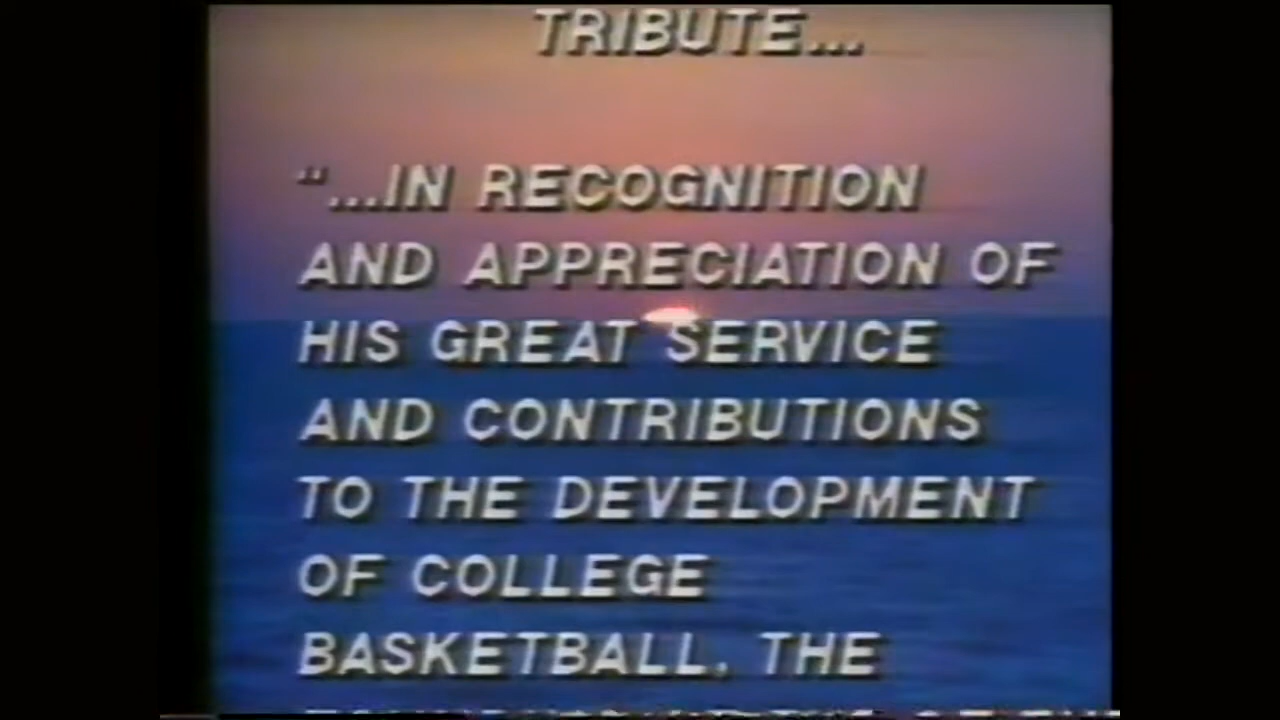 TRIBUTE...
"...IN RECOGNITION
AND APPRECIATION OF
HIS GREAT SERVICE
AND CONTRIBUTIONS
TO THE DEVELOPMENT
OF COLLEGE
BASKETBALL, THE